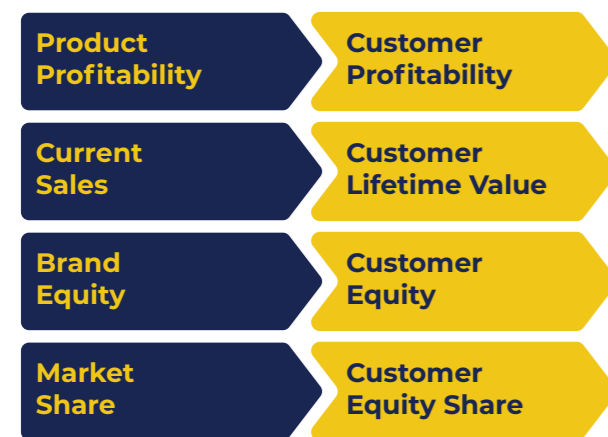 Product
Profitability
Customer
Profitability
Current
Sales
Customer
Lifetime Value
Brand
Equity
Customer
Equity
Market
Share
Customer
Equity Share